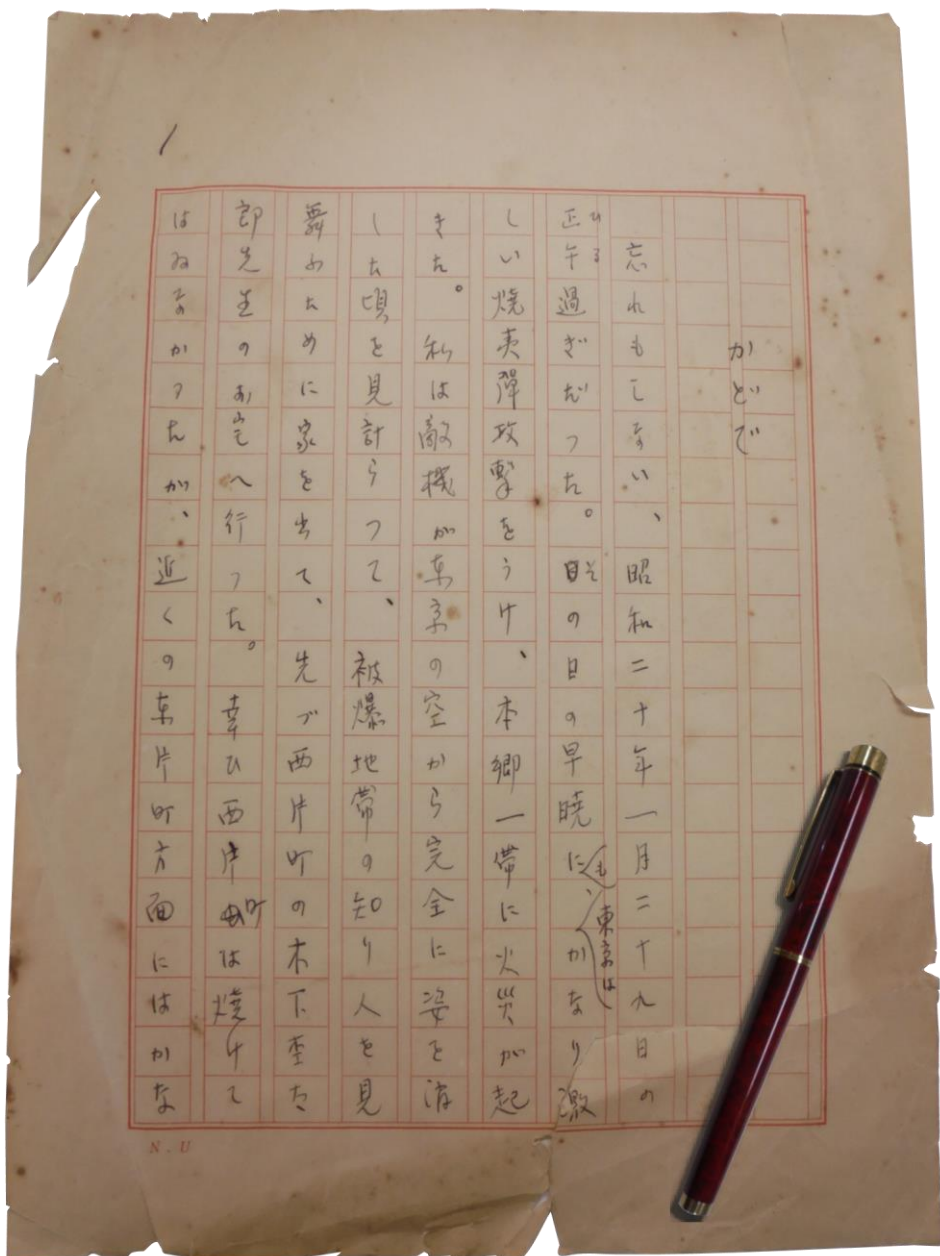 1
かどで
忘れもしない、昭和二十年一月二十九日の
ひる
正午過ぎだつた。その日の早暁にも、東京はかなり激
しい焼夷彈攻撃をうけ、本郷一帯に火災が起
きた。私は敵機が東京の空から完全に姿を消
した頃を見計らつて、被爆地帯の知り人を見
舞ふために家を出て、先づ西片町の木下杢太
郎先生のお宅へ行つた。幸ひ西片町は焼けて
はゐなかつたが、近くの東片町方面にはかな
N.U